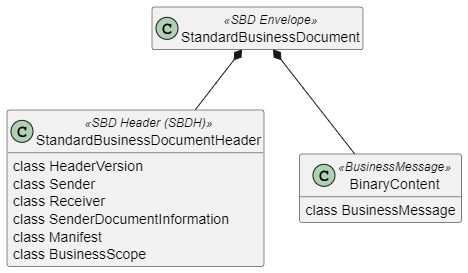 «SBD Envelope»
C StandardBusinessDocument
«SBD Header (SBDH)»
C StandardBusinessDocumentHeader
class HeaderVersion
class Sender
class Receiver
class SenderDocumentInformation
class Manifest
class BusinessScope
«BusinessMessage»
C BinaryContent
class BusinessMessage